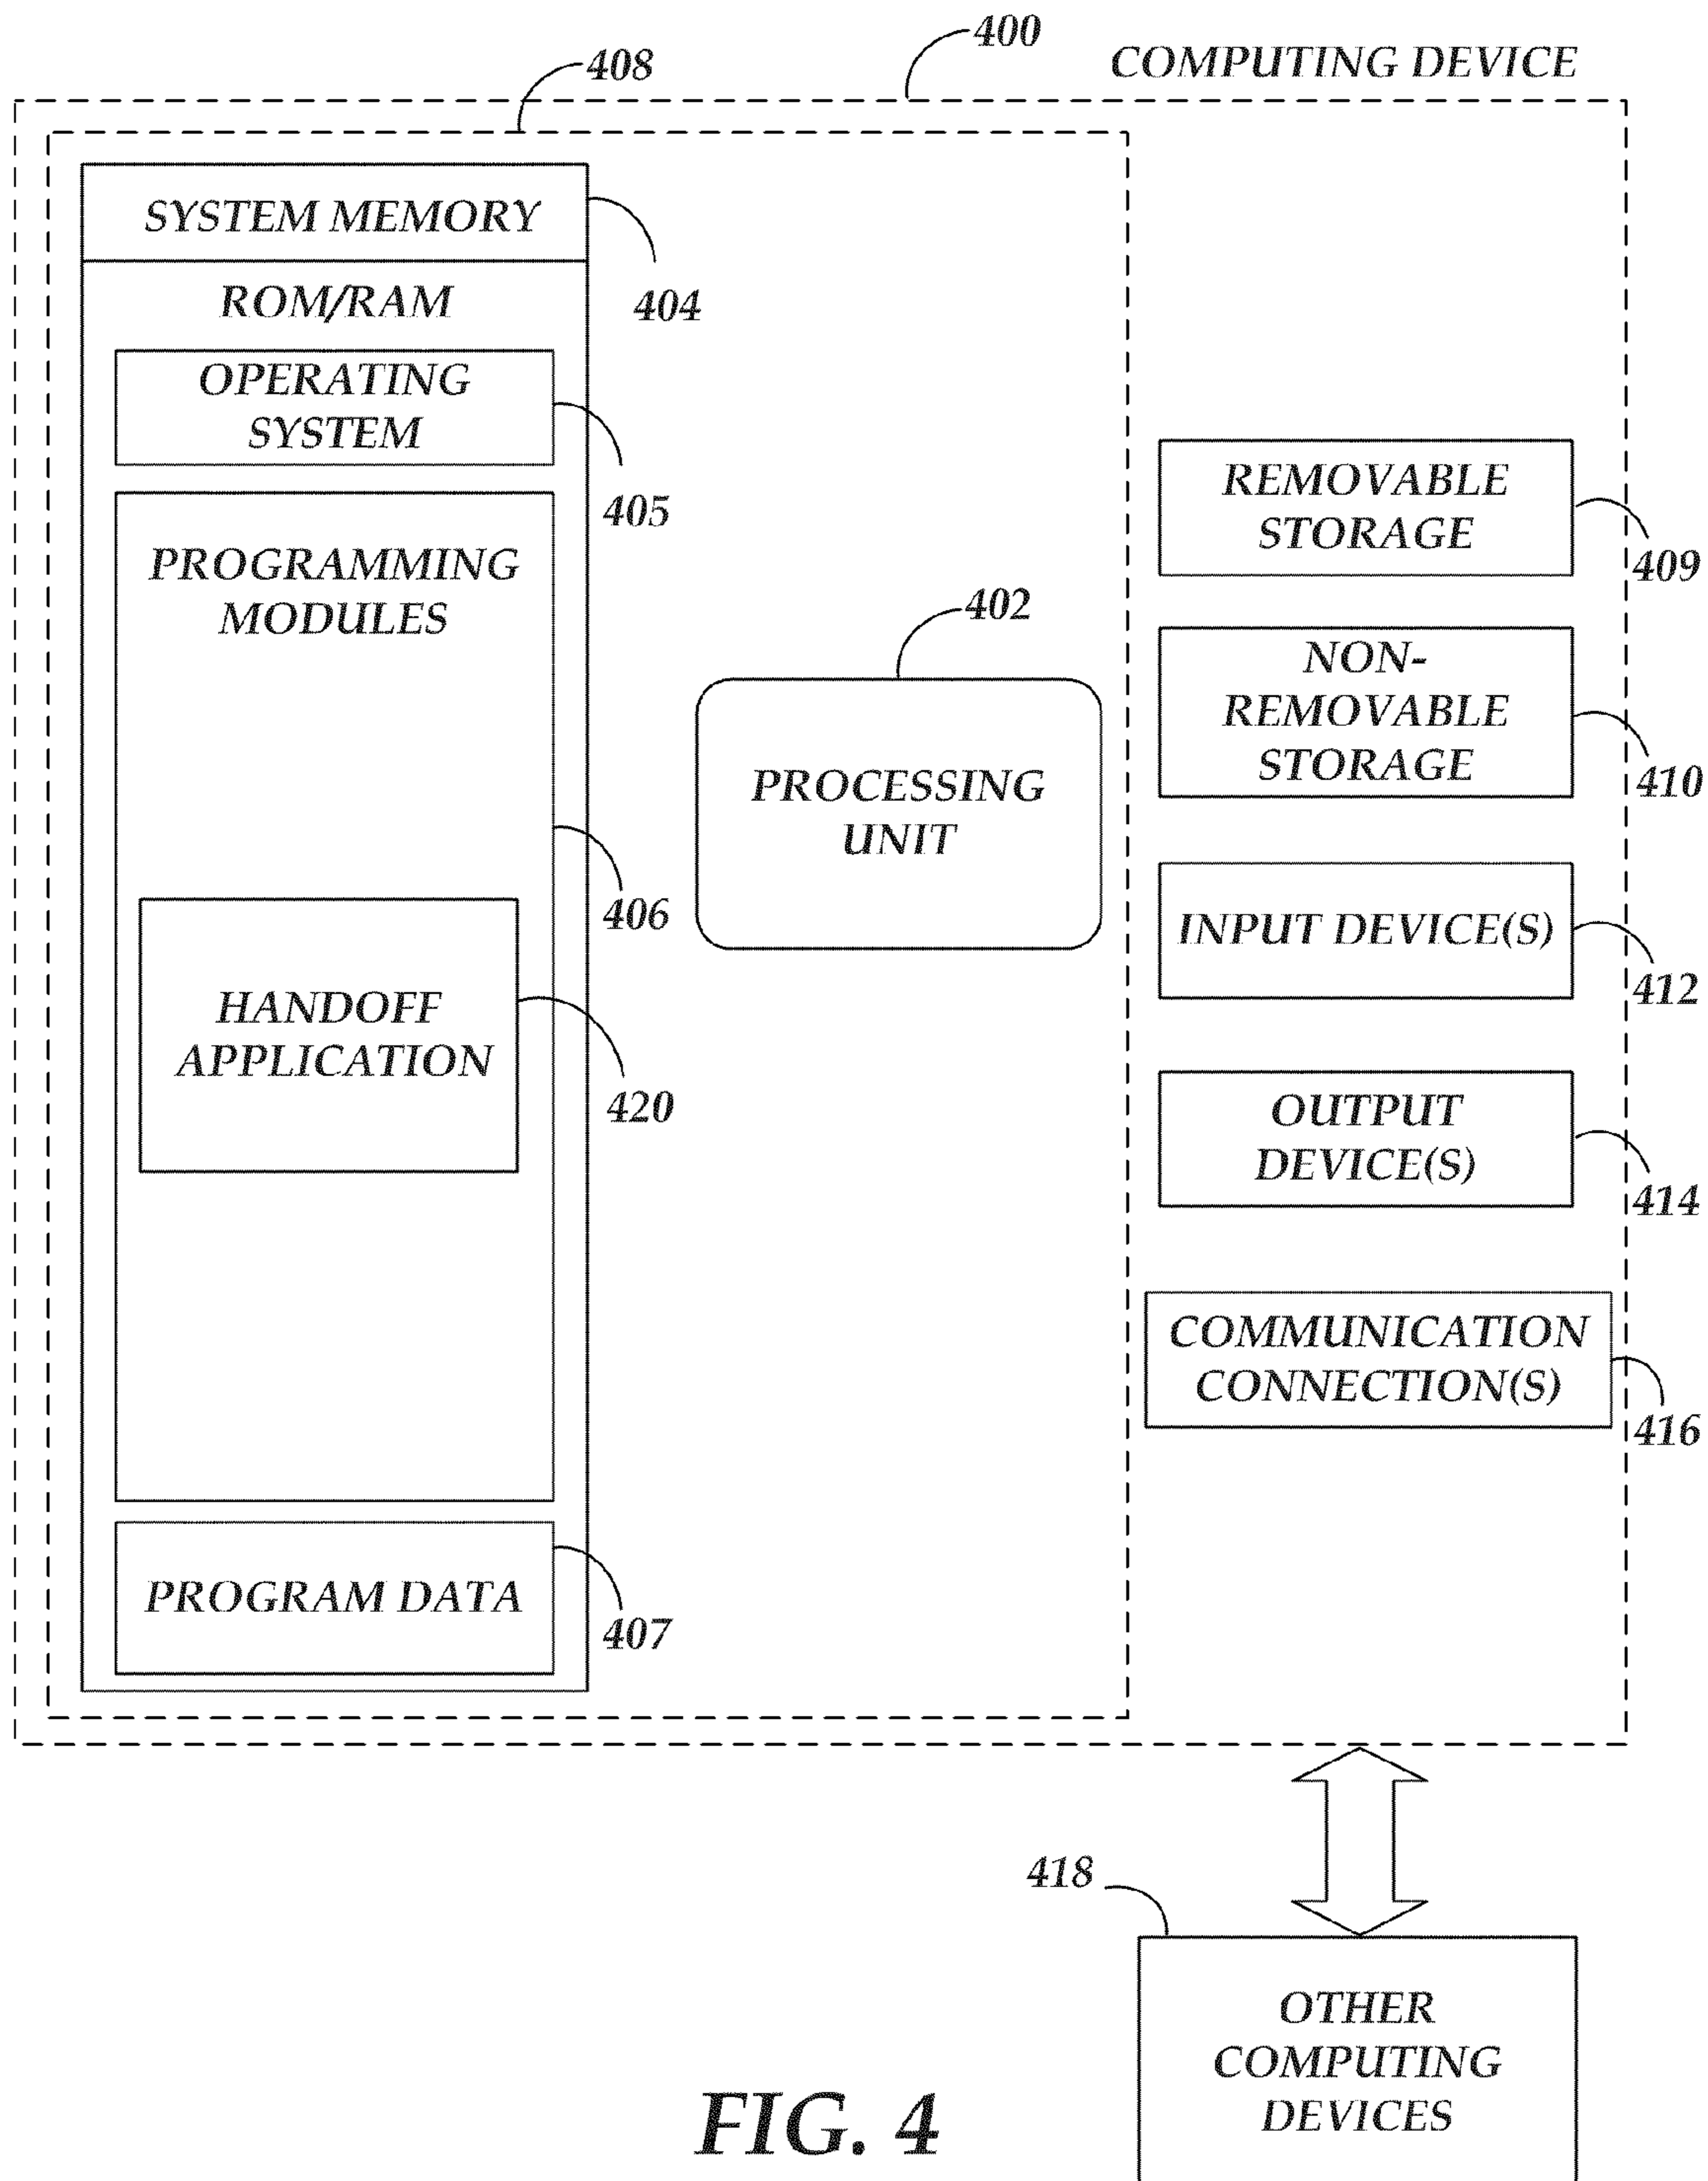 400
COMPUTING DEVICE
408
SYSTEM MEMORY
404
ROM/RAM
OPERATING
SYSTEM
405
PROGRAMMING
MODULES
406
HANDOFF
APPLICATION
420
PROGRAM DATA
407
402
PROCESSING
UNIT
REMOVABLE
STORAGE
409
NON-
REMOVABLE
STORAGE
410
INPUT DEVICE(S)
412
OUTPUT
DEVICE(S)
414
COMMUNICATION
CONNECTION(S)
416
418
OTHER
COMPUTING
DEVICES
FIG. 4